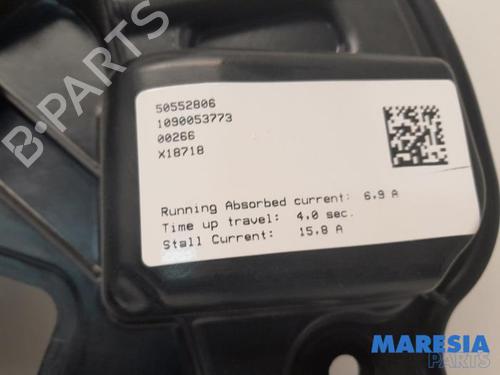 B-PARTS
50552806
1090053773
00266
X18718
Running Absorbed current: 6.9 A
Time up travel: 4.0 sec.
Stall Current: 15.8 A
MARESIA
PARTS